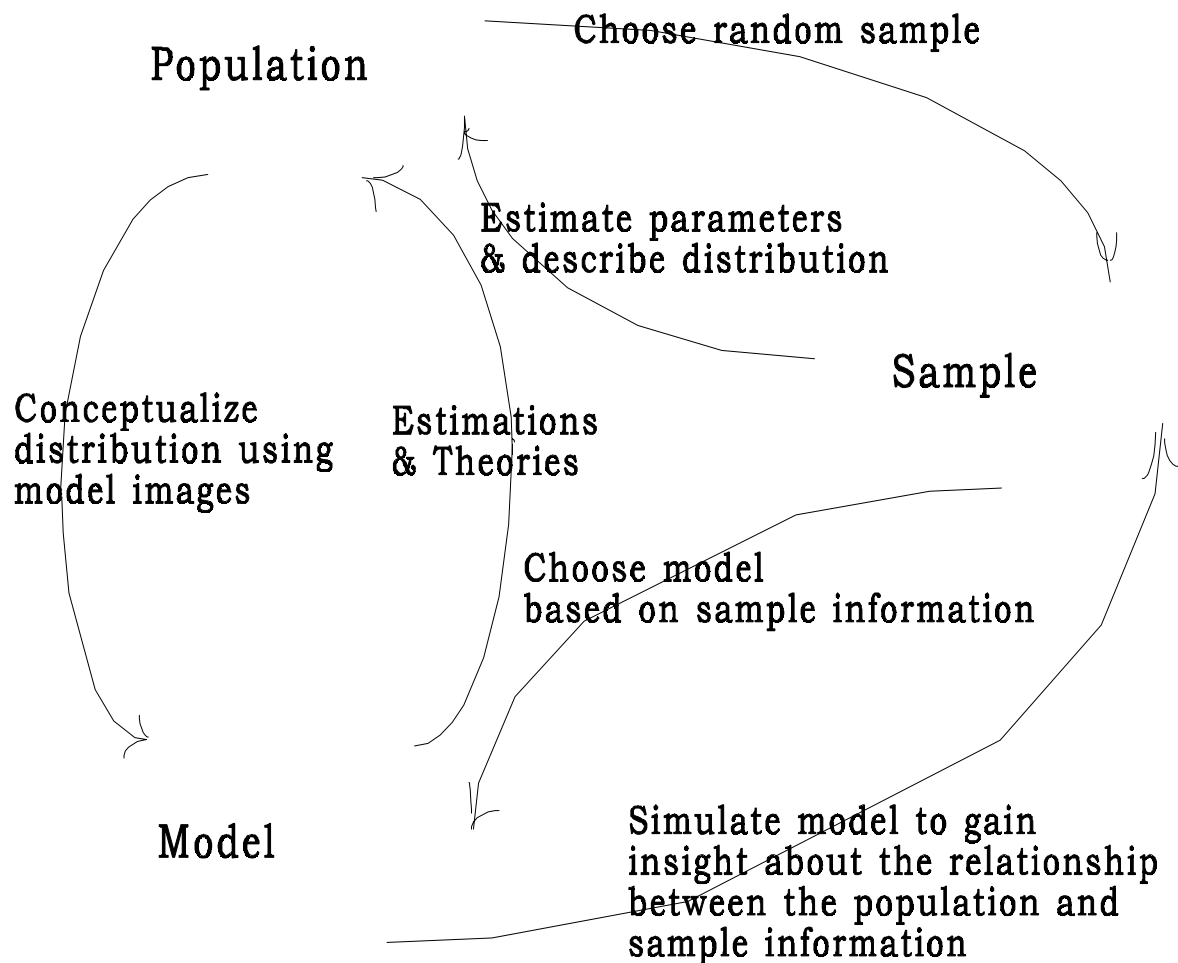 Choose random sample
Population
Estimate parameters
& describe distribution
Sample
Conceptualize
distribution using
model images
Estimations
& Theories
Choose model
based on sample information
Model
Simulate model to gain
insight about the relationship
between the population and
sample information